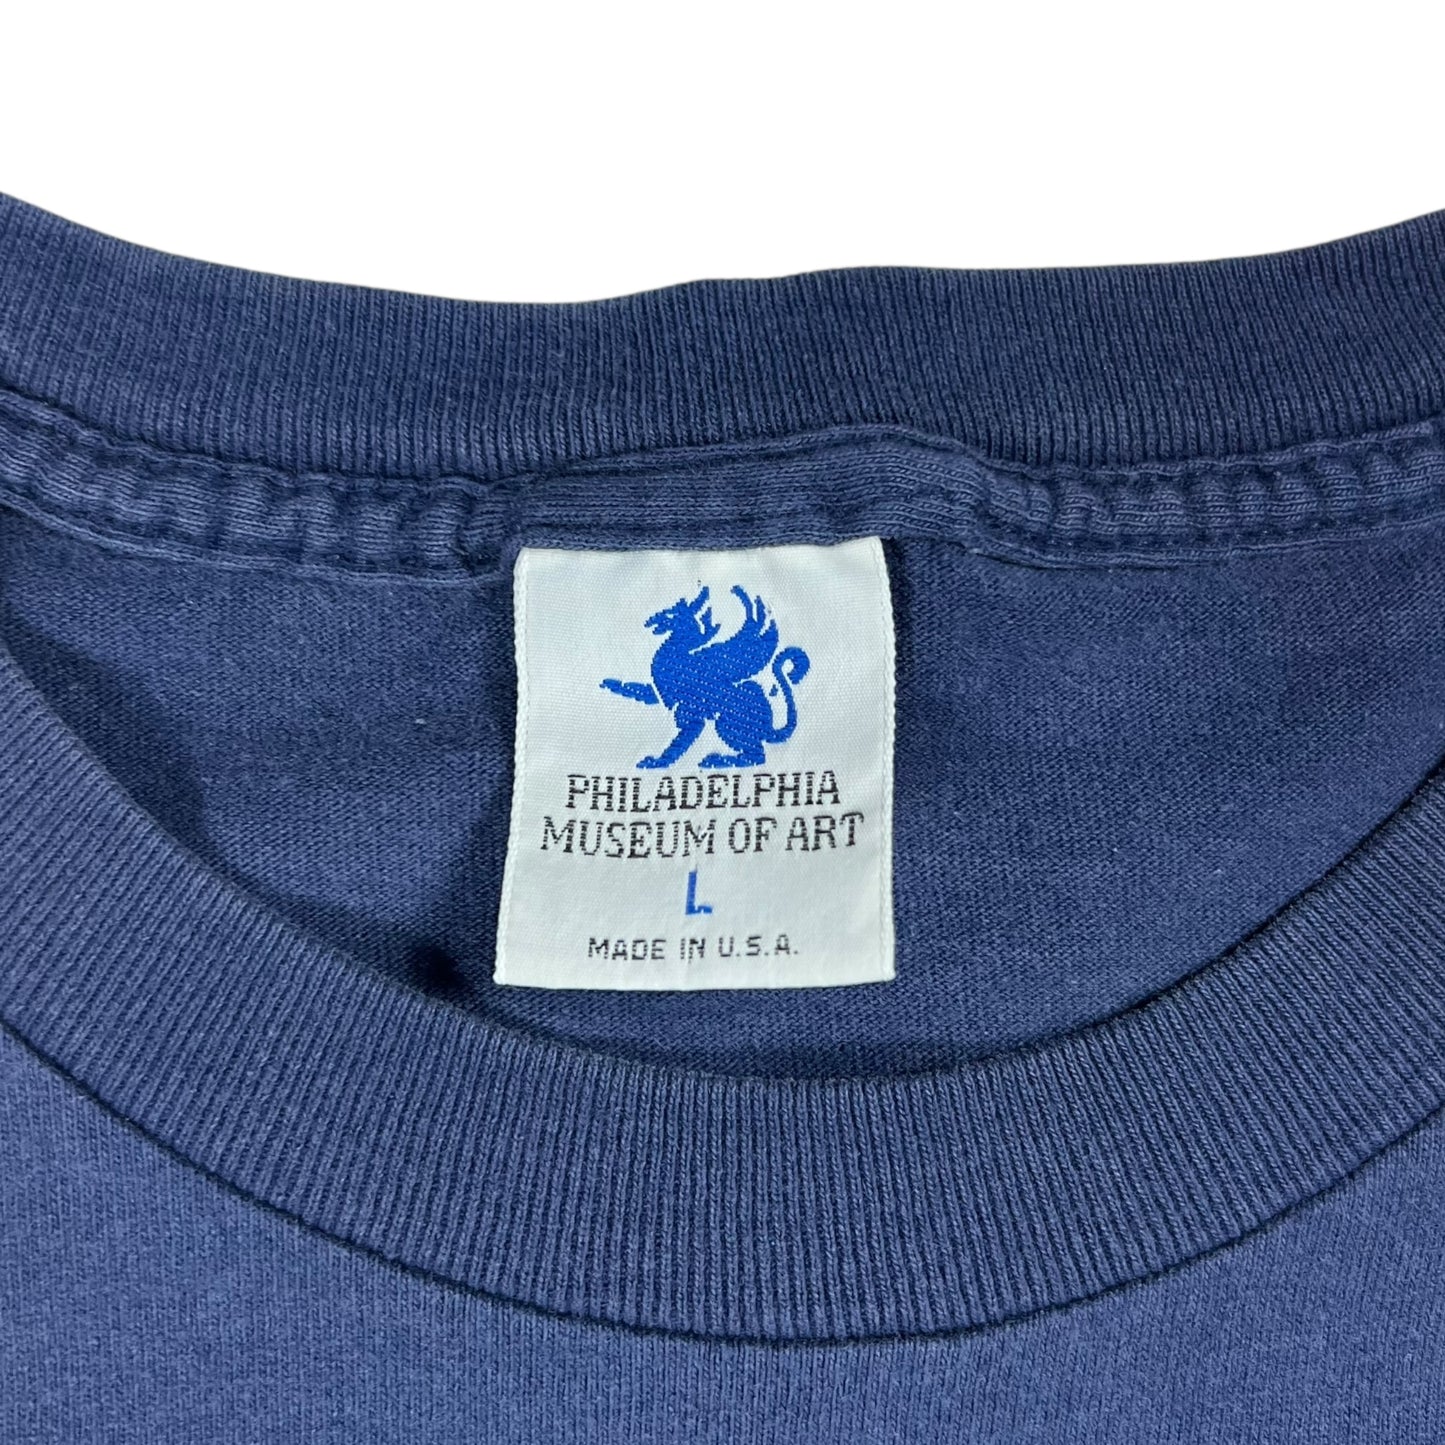 PHILADELPHIA
MUSEUM OF ART
L
MADE IN U.S.A.